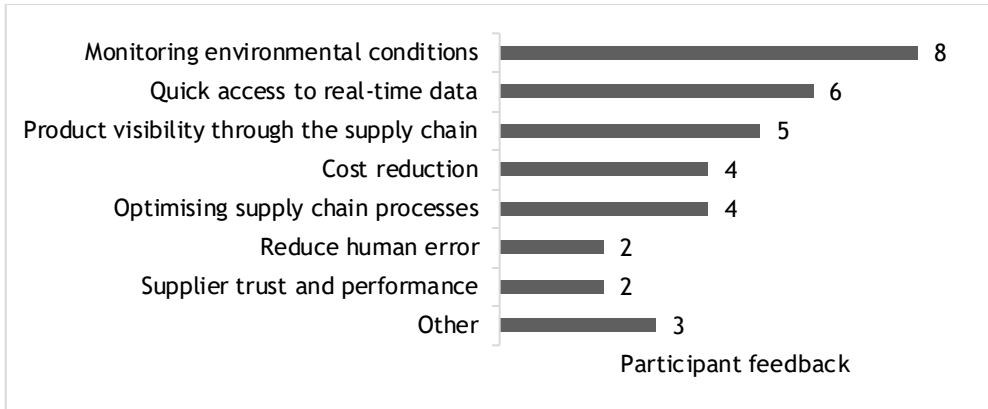 Monitoring environmental conditions 8
Quick access to real-time data 6
Product visibility through the supply chain 5
Cost reduction 4
Optimising supply chain processes 4
Reduce human error 2
Supplier trust and performance 2
Other 3
Participant feedback